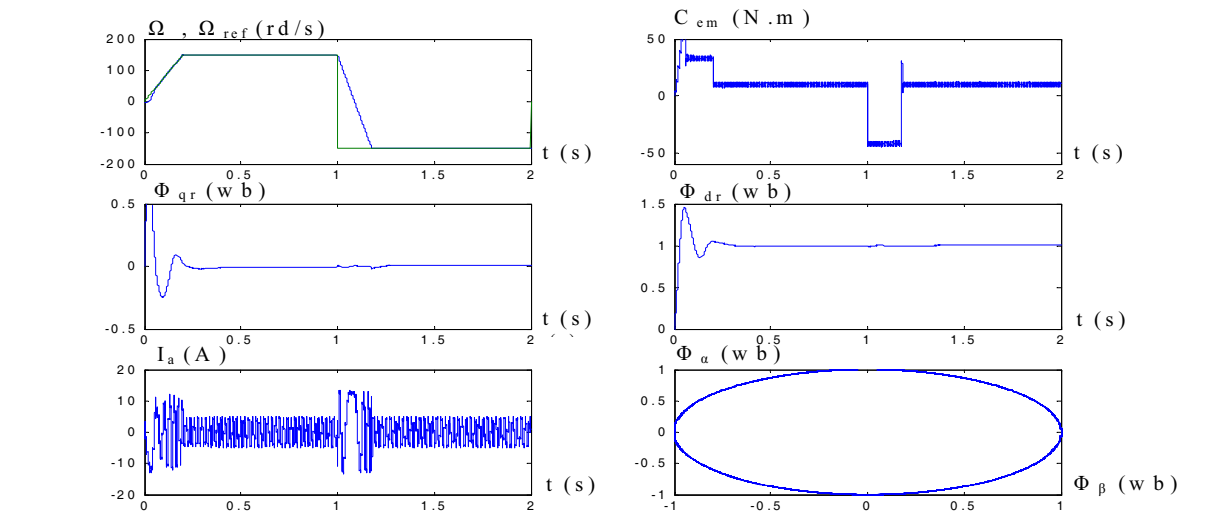 Ω , Ω ref (rd/s)
200
100
0
-100
-200
0 0.5 1 1.5 2
t (s)
C em (N.m)
50
0
-50
0 0.5 1 1.5 2
t (s)
Φ qr (wb)
0.5
0
-0.5
0 0.5 1 1.5 2
t (s)
Φ dr (wb)
1.5
1
0.5
0
0 0.5 1 1.5 2
t (s)
I a (A)
20
10
0
-10
-20
0 0.5 1 1.5 2
t (s)
Φ α (wb)
1
0.5
0
-0.5
-1
-1 -0.5 0 0.5 1
Φ β (wb)